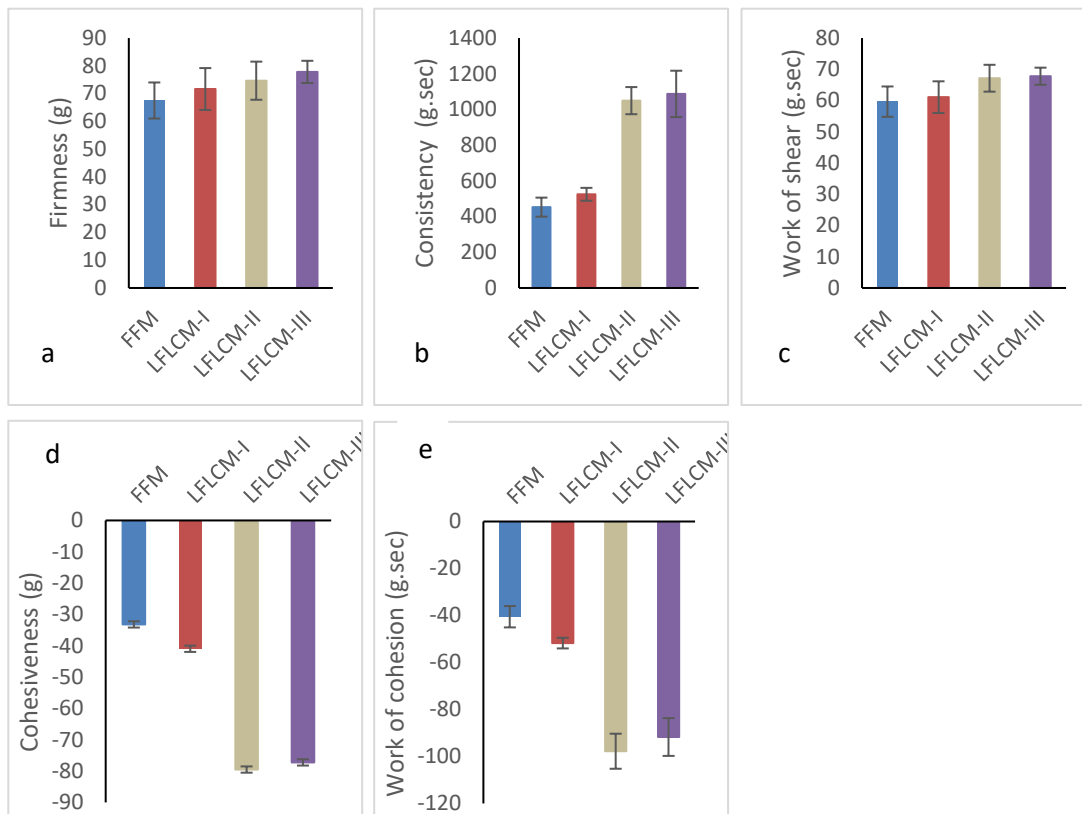 Firmness (g)
90
80
70
60
50
40
30
20
10
0
FFM
LFLCM-I
LFLCM-II
LFLCM-III
a
Consistency (g.sec)
1400
1200
1000
800
600
400
200
0
FFM
LFLCM-I
LFLCM-II
LFLCM-III
b
Work of shear (g.sec)
80
70
60
50
40
30
20
10
0
FFM
LFLCM-I
LFLCM-II
LFLCM-III
c
d
FFM
LFLCM-I
LFLCM-II
LFLCM-III
Cohesiveness (g)
0
-10
-20
-30
-40
-50
-60
-70
-80
-90
e
FFM
LFLCM-I
LFLCM-II
LFLCM-III
Work of cohesion (g.sec)
0
-20
-40
-60
-80
-100
-120